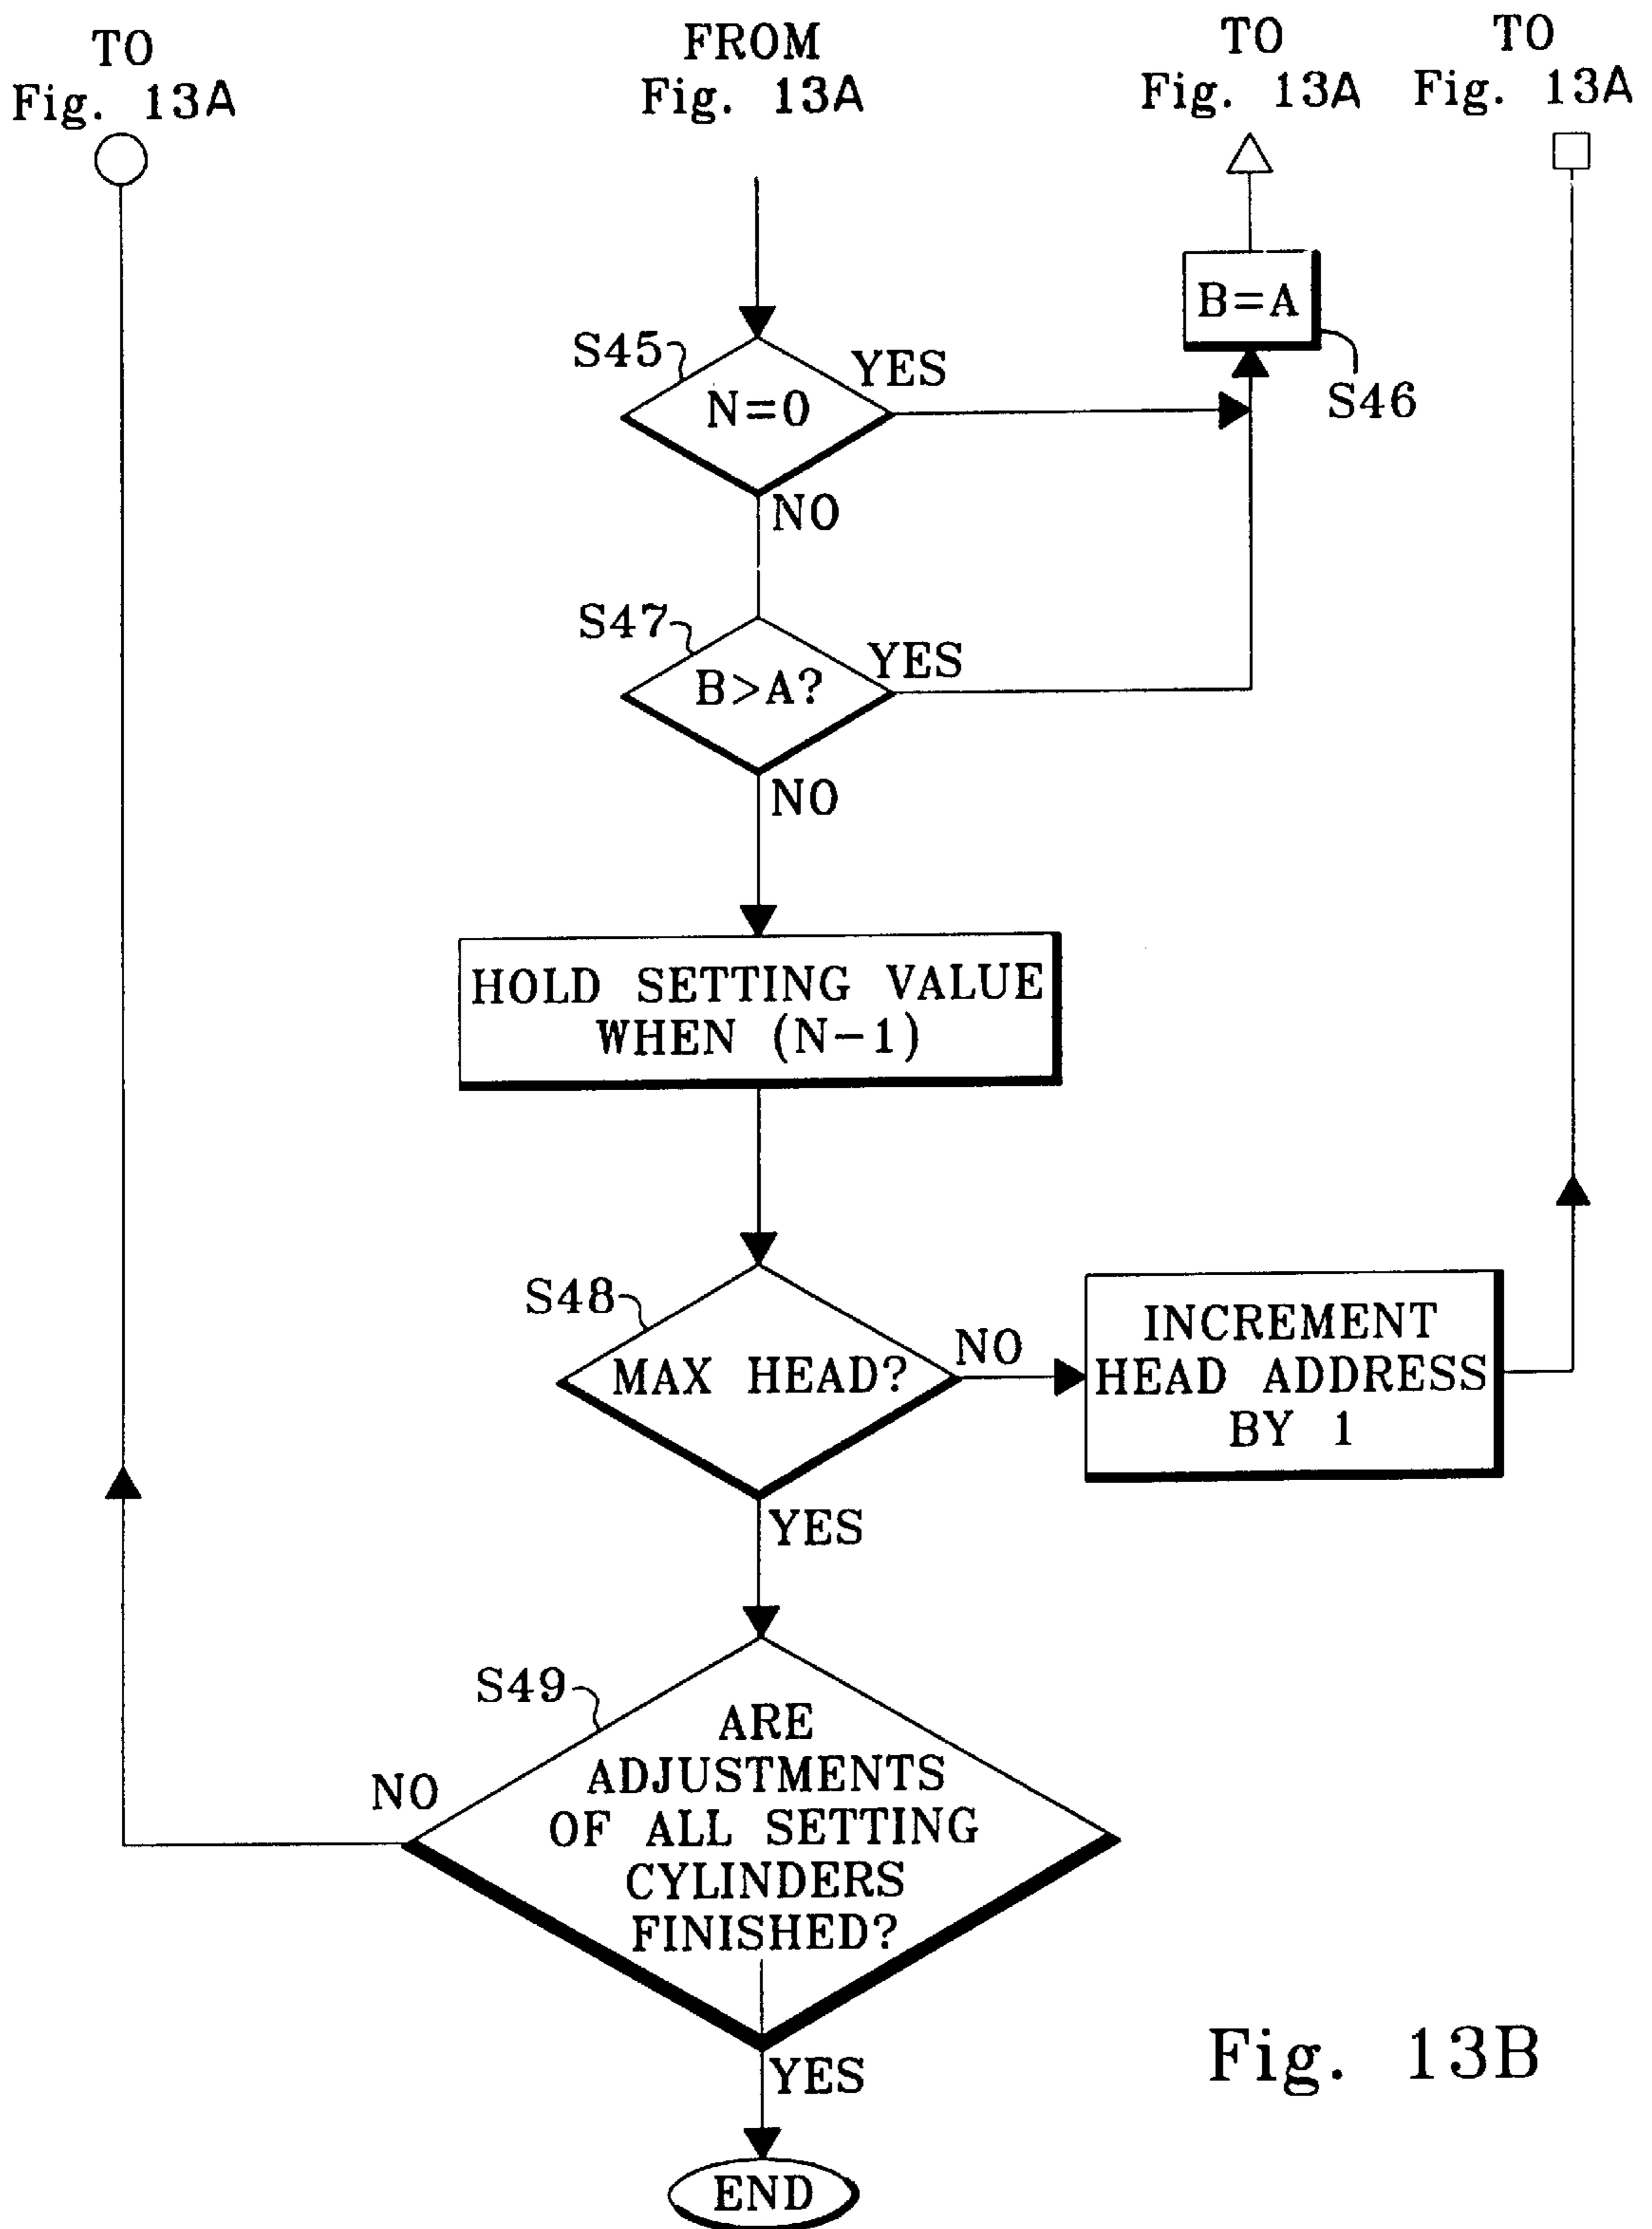 TO
Fig. 13A
FROM
Fig. 13A
TO
Fig. 13A
TO
Fig. 13A
B=A
S46
S45
N=0
YES
NO
S47
B>A?
YES
NO
HOLD SETTING VALUE
WHEN (N-1)
S48
MAX HEAD?
NO
INCREMENT
HEAD ADDRESS
BY 1
YES
S49
ARE
ADJUSTMENTS
OF ALL SETTING
CYLINDERS
FINISHED?
NO
YES
END
Fig. 13B